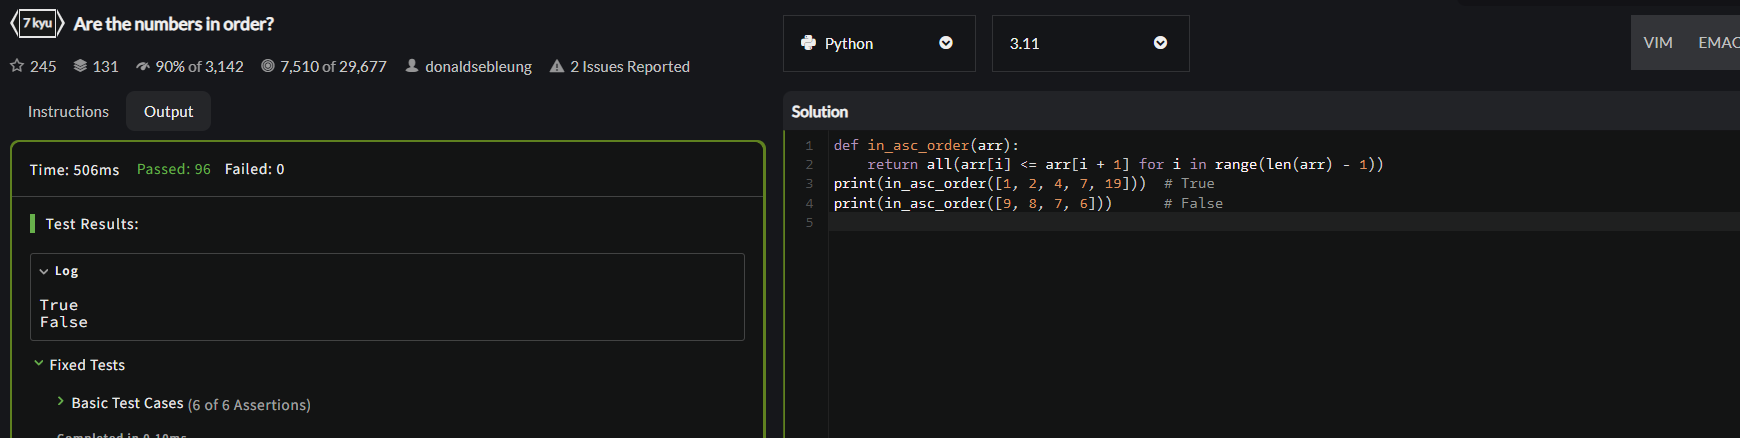 7 kyu Are the numbers in order?
245 131 90% of 3,142 7,510 of 29,677 donaldsebleung 2 Issues Reported
Instructions Output
Time: 506ms Passed: 96 Failed: 0
Test Results:
Log
True
False
Fixed Tests
Basic Test Cases (6 of 6 Assertions)
Python 3.11 VIM EMAC
Solution
1 def in_asc_order(arr):
2     return all(arr[i] <= arr[i + 1] for i in range(len(arr) - 1))
3 print(in_asc_order([1, 2, 4, 7, 19]))  # True
4 print(in_asc_order([9, 8, 7, 6]))      # False
5